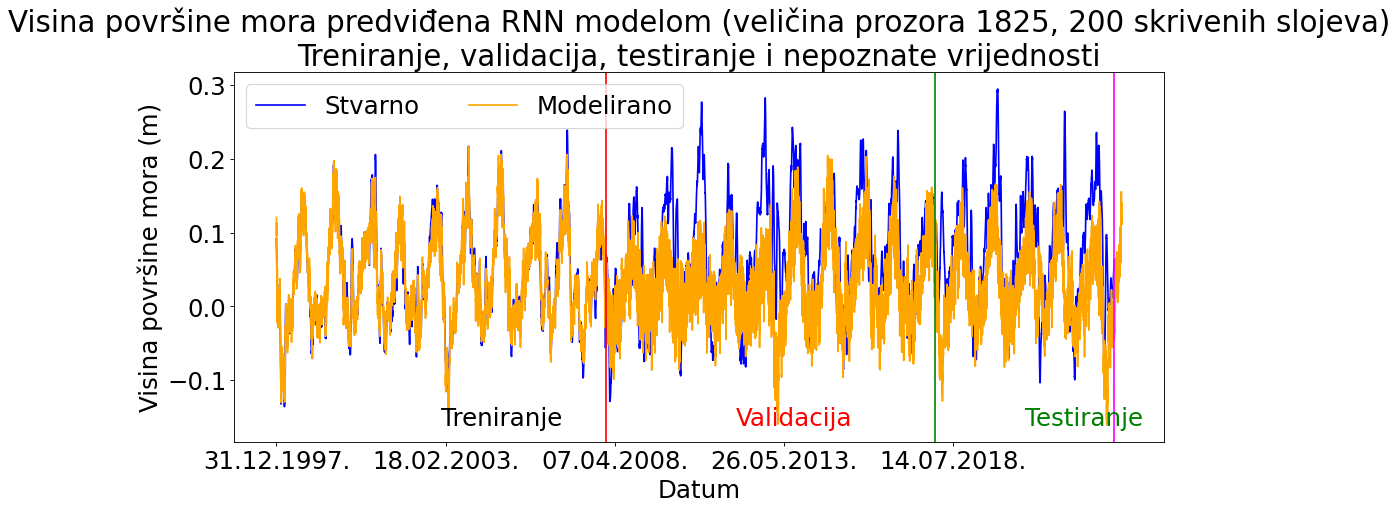 Visina površine mora predviđena RNN modelom (veličina prozora 1825, 200 skrivenih slojeva)
Treniranje, validacija, testiranje i nepoznate vrijednosti
Stvarno Modelirano
Visina površine mora (m)
0.3
0.2
0.1
0.0
−0.1
Treniranje Validacija Testiranje
31.12.1997. 18.02.2003. 07.04.2008. 26.05.2013. 14.07.2018.
Datum